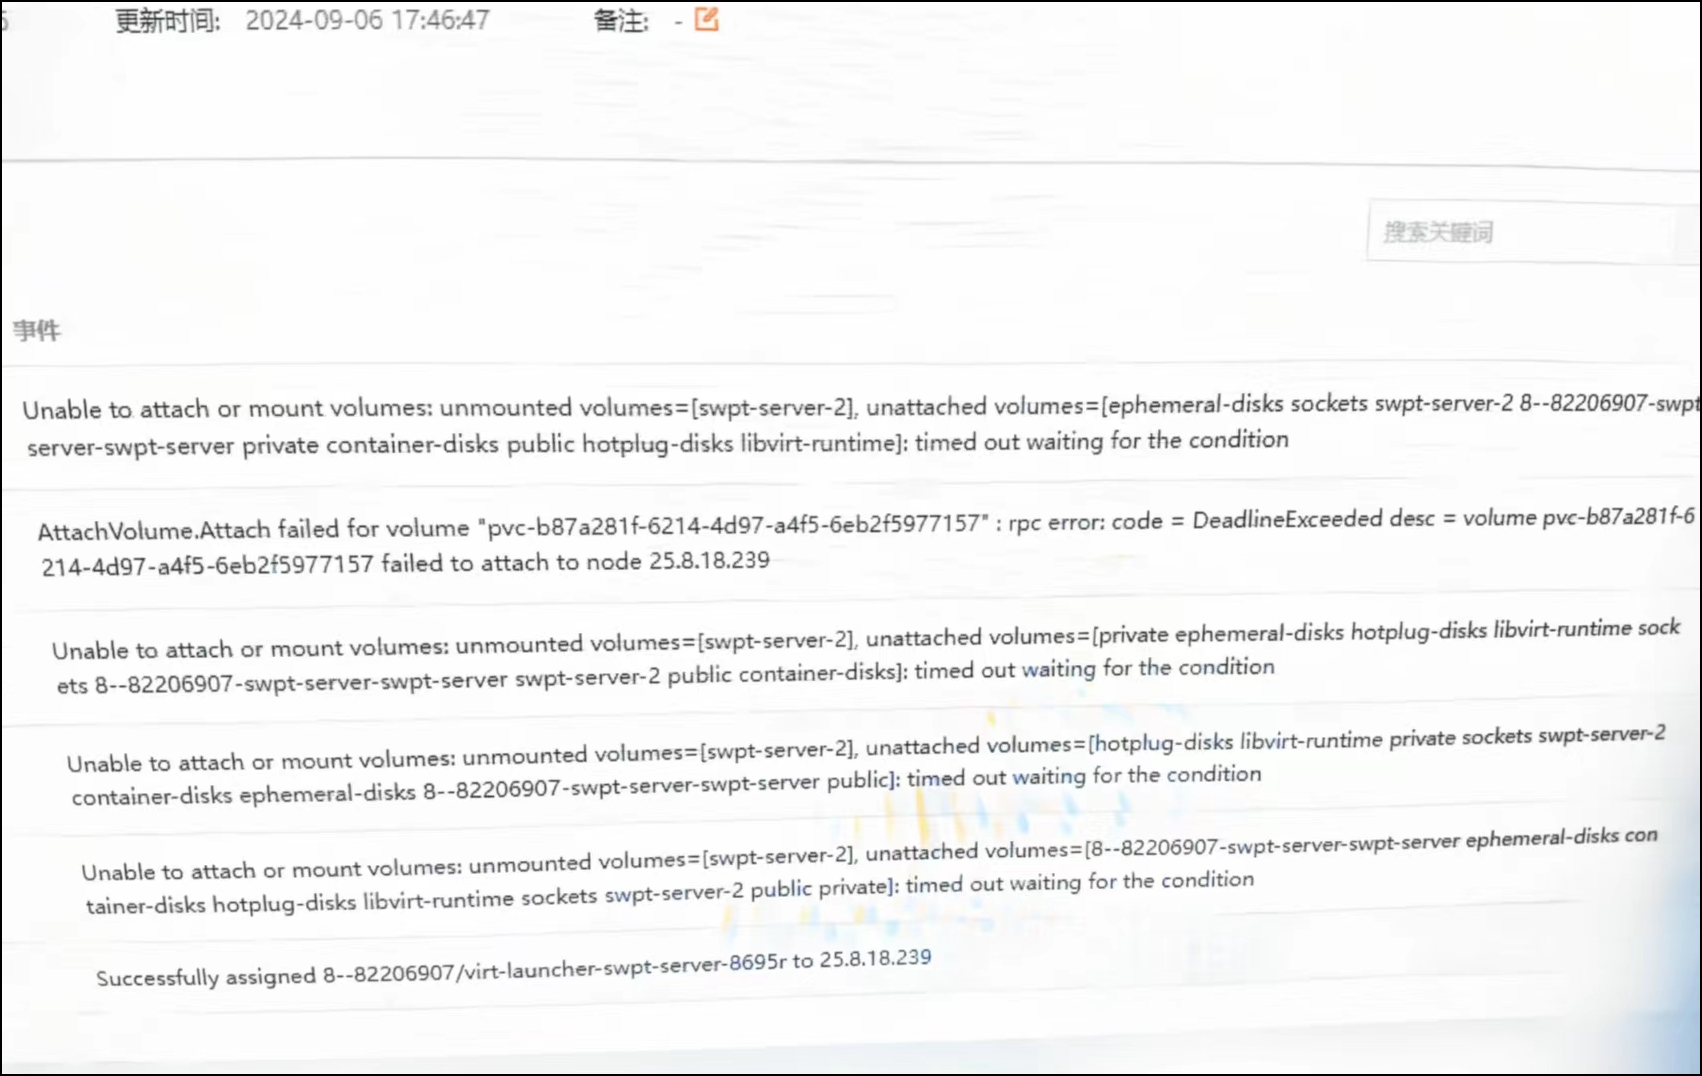 更新时间: 2024-09-06 17:46:47 备注: -
搜索关键词
事件
Unable to attach or mount volumes: unmounted volumes=[swpt-server-2], unattached volumes=[ephemeral-disks sockets swpt-server-2 8--82206907-swpt
server-swpt-server private container-disks public hotplug-disks libvirt-runtime]: timed out waiting for the condition
AttachVolume.Attach failed for volume "pvc-b87a281f-6214-4d97-a4f5-6eb2f5977157" : rpc error: code = DeadlineExceeded desc = volume pvc-b87a281f-6
214-4d97-a4f5-6eb2f5977157 failed to attach to node 25.8.18.239
Unable to attach or mount volumes: unmounted volumes=[swpt-server-2], unattached volumes=[private ephemeral-disks hotplug-disks libvirt-runtime sock
ets 8--82206907-swpt-server-swpt-server swpt-server-2 public container-disks]: timed out waiting for the condition
Unable to attach or mount volumes: unmounted volumes=[swpt-server-2], unattached volumes=[hotplug-disks libvirt-runtime private sockets swpt-server-2
container-disks ephemeral-disks 8--82206907-swpt-server-swpt-server public]: timed out waiting for the condition
Unable to attach or mount volumes: unmounted volumes=[swpt-server-2], unattached volumes=[8--82206907-swpt-server-swpt-server ephemeral-disks con
tainer-disks hotplug-disks libvirt-runtime sockets swpt-server-2 public private]: timed out waiting for the condition
Successfully assigned 8--82206907/virt-launcher-swpt-server-8695r to 25.8.18.239